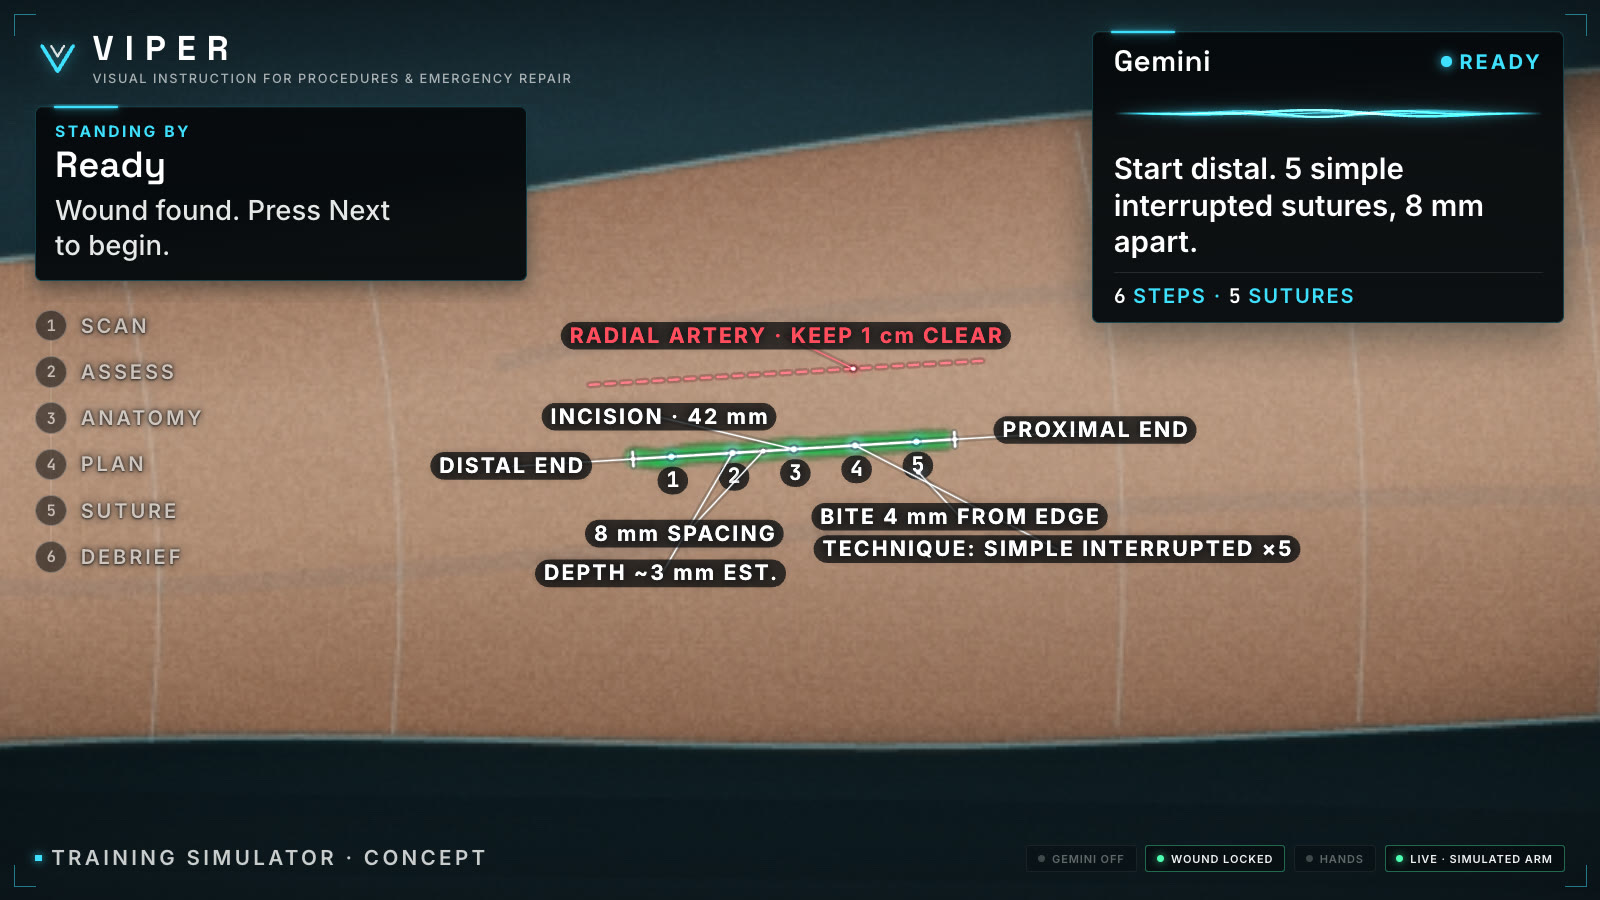 VIPER
VISUAL INSTRUCTION FOR PROCEDURES & EMERGENCY REPAIR
STANDING BY
Ready
Wound found. Press Next
to begin.
1 SCAN
2 ASSESS
3 ANATOMY
4 PLAN
5 SUTURE
6 DEBRIEF
Gemini
READY
Start distal. 5 simple
interrupted sutures, 8 mm
apart.
6 STEPS · 5 SUTURES
RADIAL ARTERY · KEEP 1 cm CLEAR
INCISION · 42 mm
PROXIMAL END
DISTAL END
1 2 3 4 5
8 mm SPACING
BITE 4 mm FROM EDGE
TECHNIQUE: SIMPLE INTERRUPTED ×5
DEPTH ~3 mm EST.
TRAINING SIMULATOR · CONCEPT
GEMINI OFF
WOUND LOCKED
HANDS
LIVE · SIMULATED ARM